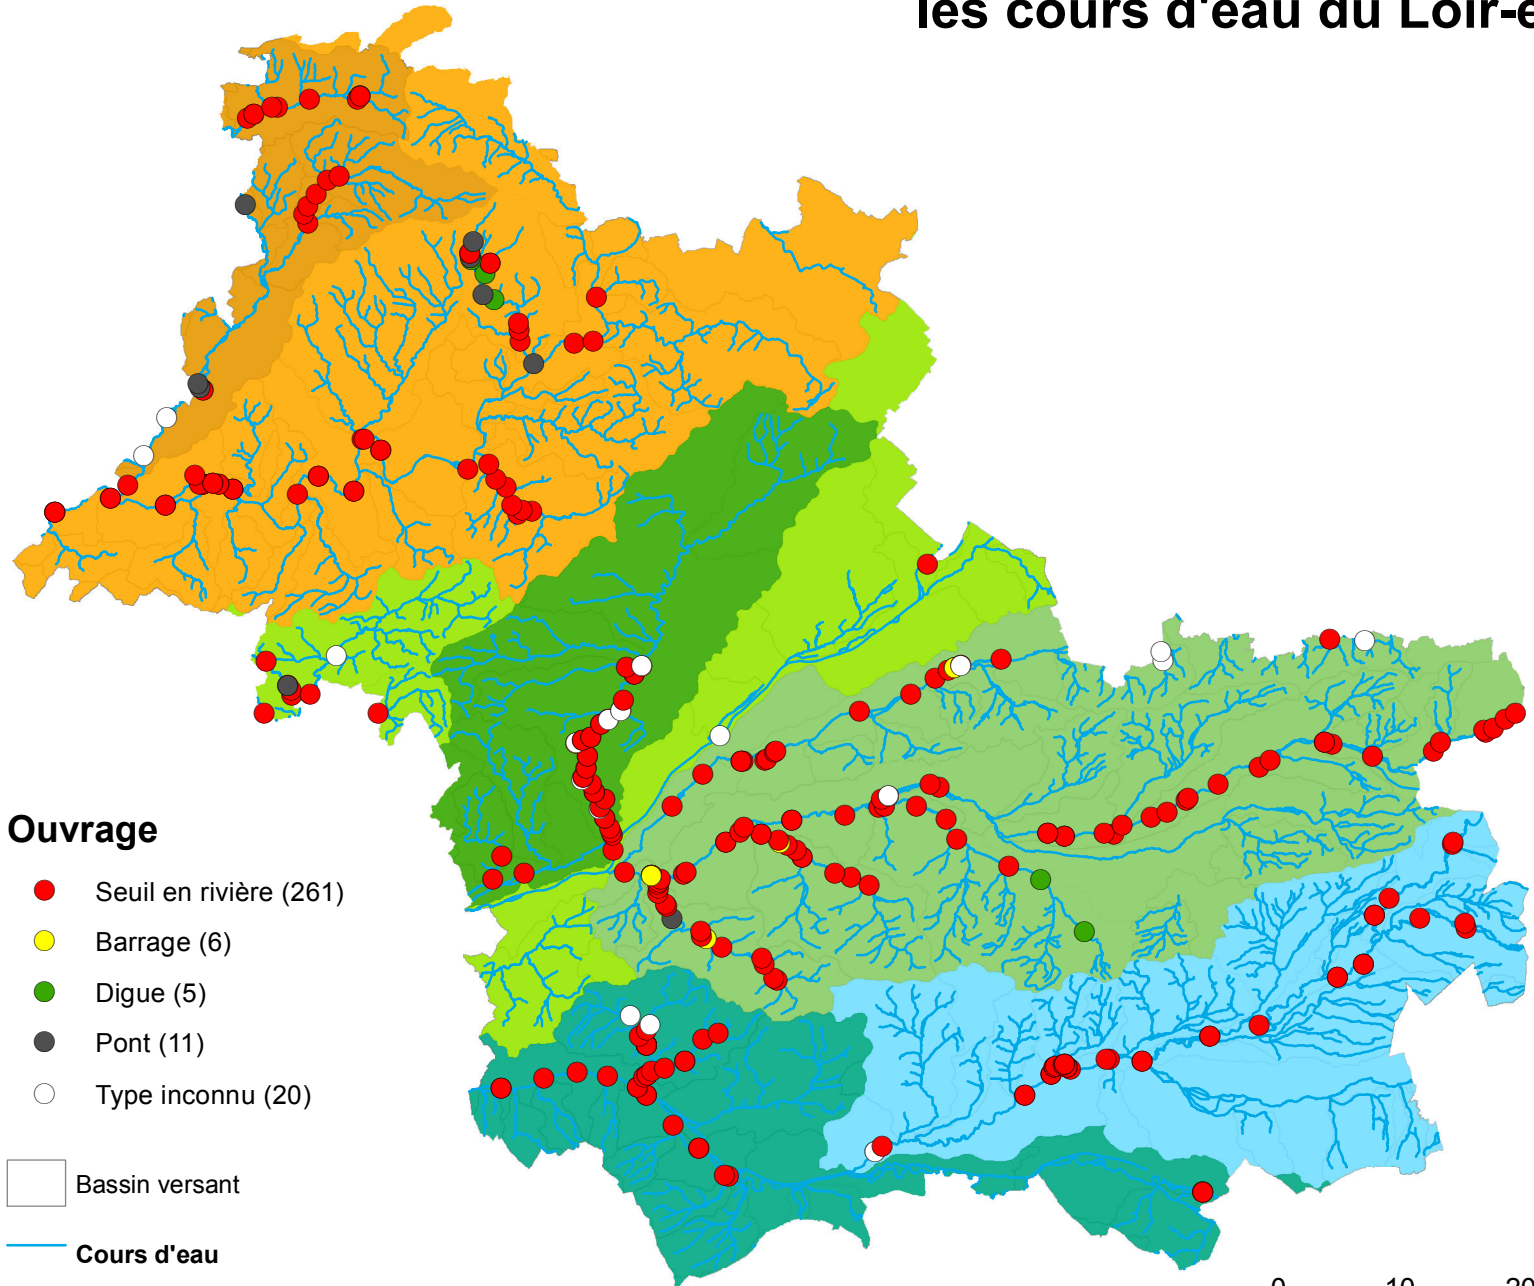 les cours d'eau du Loir-e
Ouvrage
Seuil en rivière (261)
Barrage (6)
Digue (5)
Pont (11)
Type inconnu (20)
Bassin versant
Cours d'eau
0 10 20